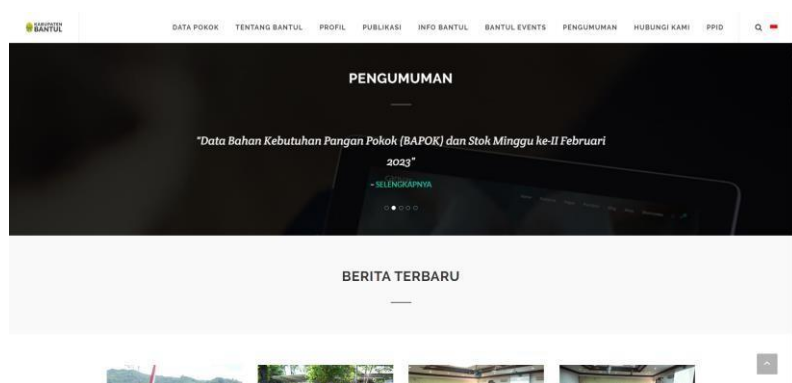 KABUPATEN
BANTUL
DATA POKOK TENTANG BANTUL PROFIL PUBLIKASI INFO BANTUL BANTUL EVENTS PENGUMUMAN HUBUNGI KAMI PPID
PENGUMUMAN
"Data Bahan Kebutuhan Pangan Pokok (BAPOK) dan Stok Minggu ke-II Februari
2023"
- SELENGKAPNYA
BERITA TERBARU